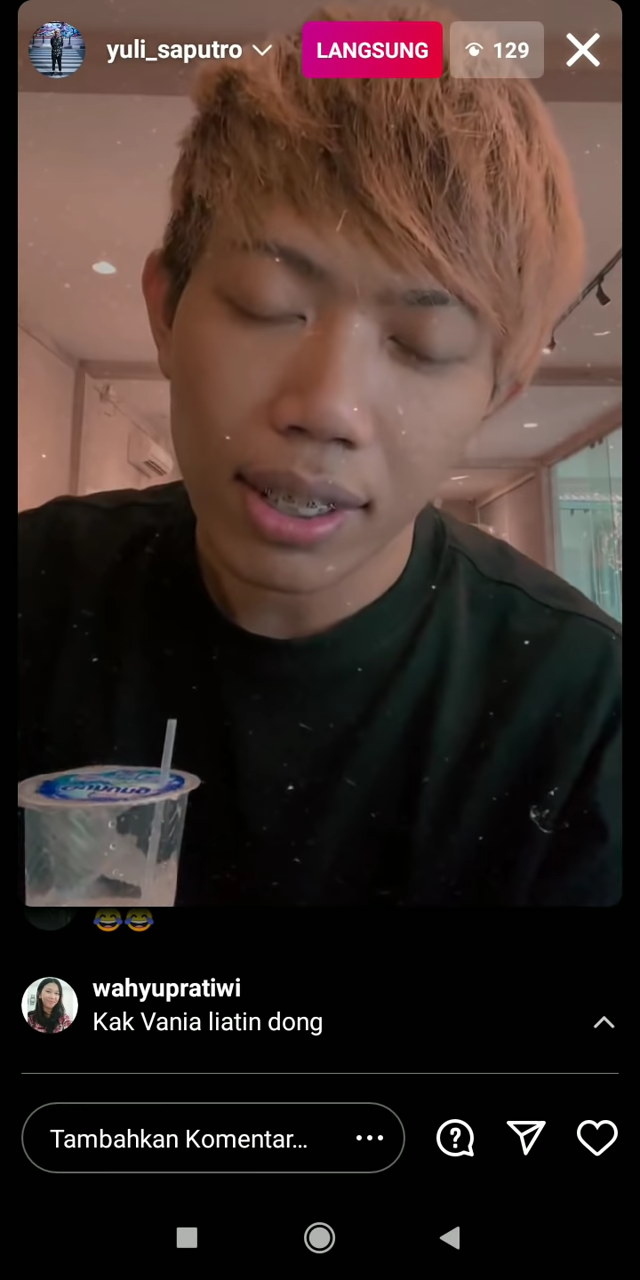 yuli_saputro
LANGSUNG
129
😂😂
wahyupratiwi
Kak Vania liatin dong
Tambahkan Komentar...